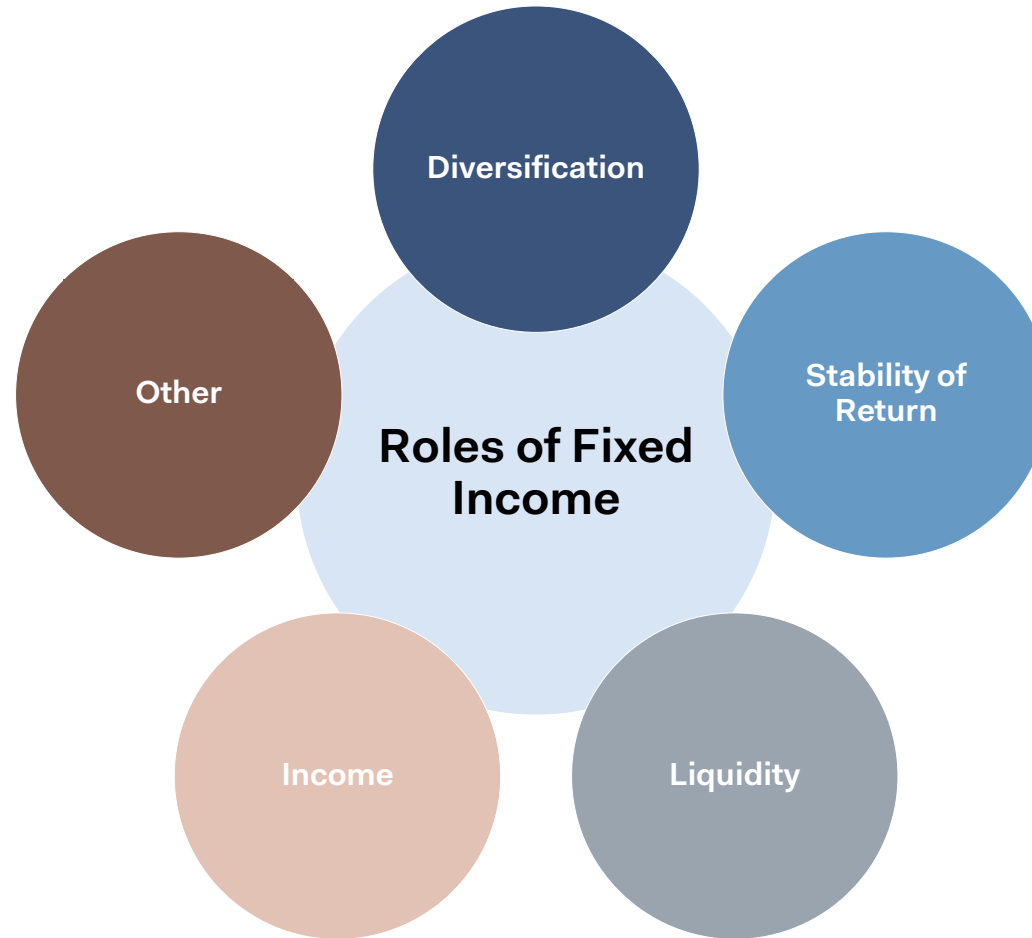 Diversification
Stability of
Return
Other
Roles of Fixed
Income
Income
Liquidity